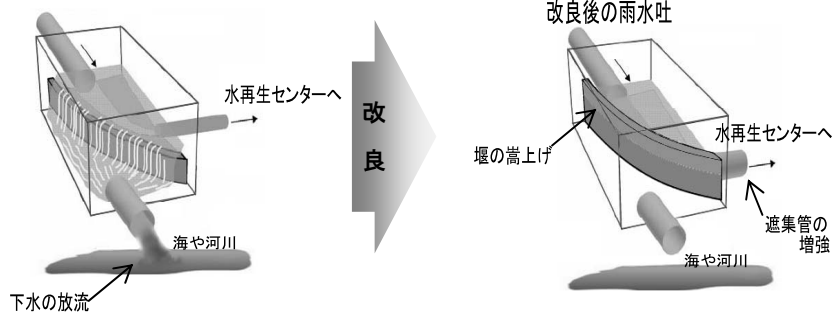 改良後の雨水吐
水再生センターへ
海や河川
下水の放流
改
良
堰の嵩上げ
水再生センターへ
遮集管の
増強
海や河川